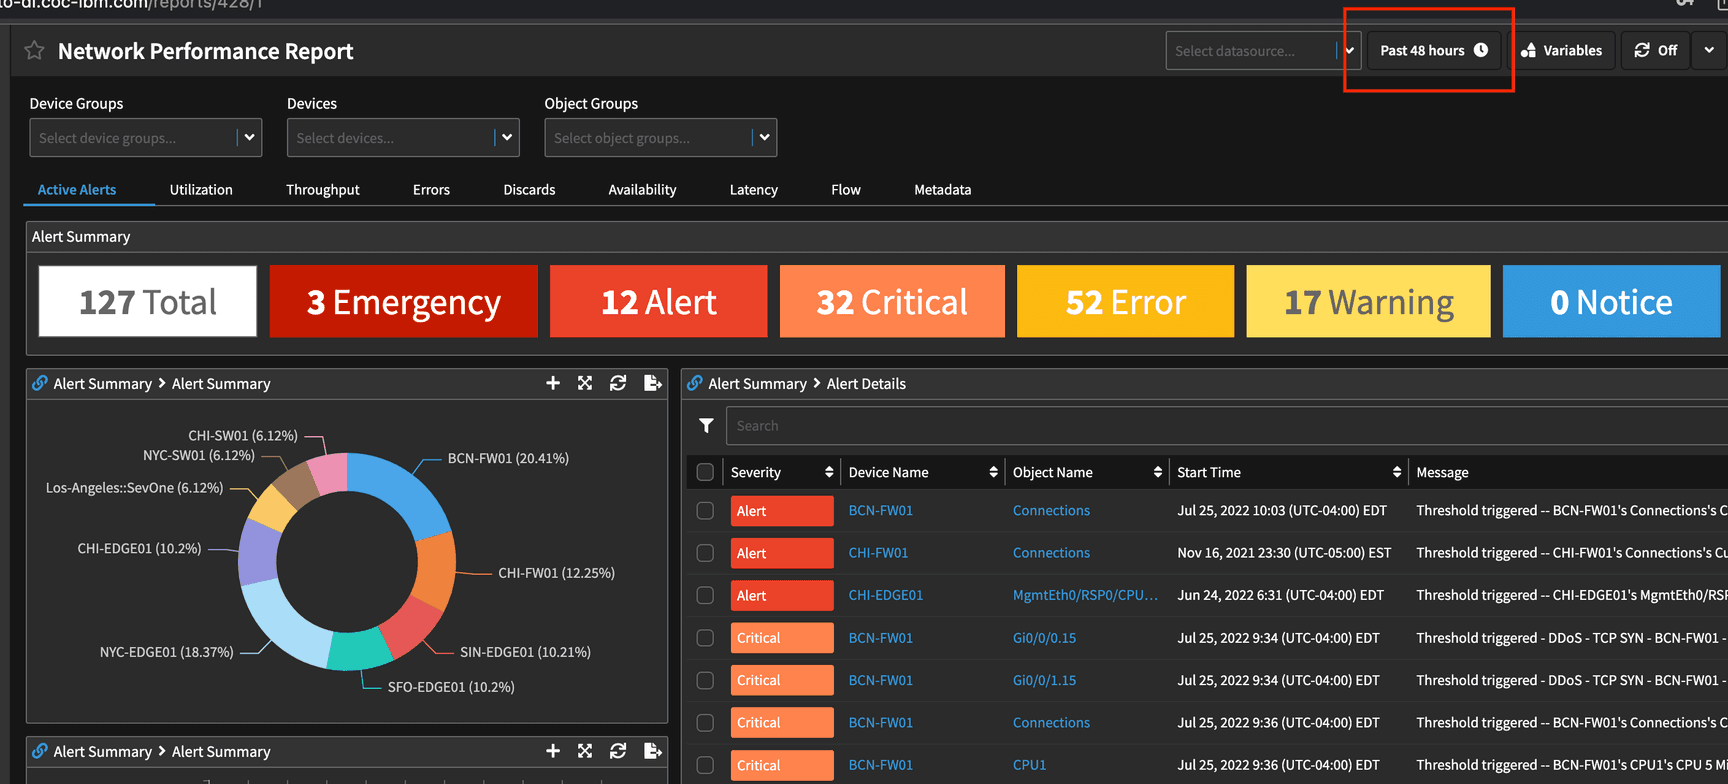 to-di.coc-ibm.com/reports/428/1
Network Performance Report
Select datasource...
Past 48 hours
Variables
Off
Device Groups
Devices
Object Groups
Select device groups...
Select devices...
Select object groups...
Active Alerts
Utilization
Throughput
Errors
Discards
Availability
Latency
Flow
Metadata
Alert Summary
127 Total
3 Emergency
12 Alert
32 Critical
52 Error
17 Warning
0 Notice
Alert Summary > Alert Summary
CHI-SW01 (6.12%)
NYC-SW01 (6.12%)
BCN-FW01 (20.41%)
Los-Angeles::SevOne (6.12%)
CHI-EDGE01 (10.2%)
CHI-FW01 (12.25%)
NYC-EDGE01 (18.37%)
SIN-EDGE01 (10.21%)
SFO-EDGE01 (10.2%)
Alert Summary > Alert Summary
Alert Summary > Alert Details
Search
Severity Device Name Object Name Start Time Message
Alert BCN-FW01 Connections Jul 25, 2022 10:03 (UTC-04:00) EDT Threshold triggered -- BCN-FW01's Connections's C
Alert CHI-FW01 Connections Nov 16, 2021 23:30 (UTC-05:00) EST Threshold triggered -- CHI-FW01's Connections's Cu
Alert CHI-EDGE01 MgmtEth0/RSP0/CPU... Jun 24, 2022 6:31 (UTC-04:00) EDT Threshold triggered -- CHI-EDGE01's MgmtEth0/RSP
Critical BCN-FW01 Gi0/0/0.15 Jul 25, 2022 9:34 (UTC-04:00) EDT Threshold triggered - DDoS - TCP SYN - BCN-FW01 -
Critical BCN-FW01 Gi0/0/1.15 Jul 25, 2022 9:34 (UTC-04:00) EDT Threshold triggered - DDoS - TCP SYN - BCN-FW01 -
Critical BCN-FW01 Connections Jul 25, 2022 9:36 (UTC-04:00) EDT Threshold triggered -- BCN-FW01's Connections's C
Critical BCN-FW01 CPU1 Jul 25, 2022 9:36 (UTC-04:00) EDT Threshold triggered -- BCN-FW01's CPU1's CPU 5 Mi